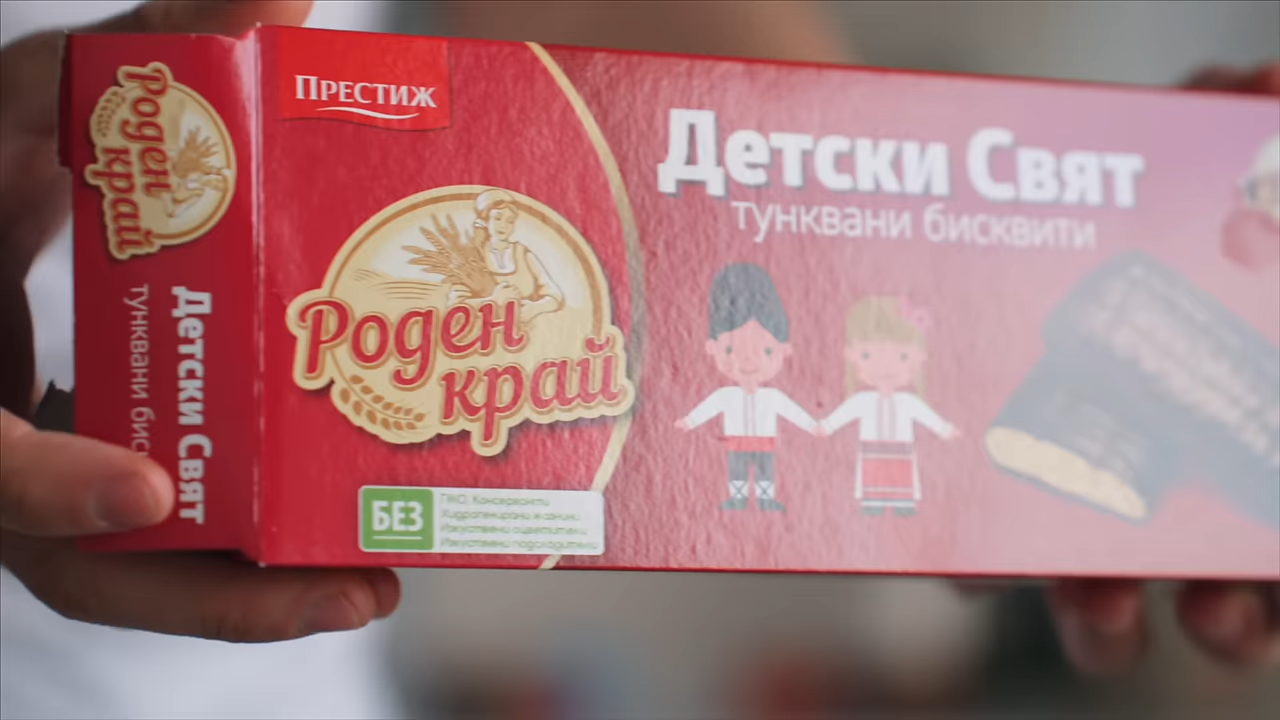 ПРЕСТИЖ
Роден
край
Детски Свят
тунквани бисквити
БЕЗ
ГМО, Консерванти
Хидрогенирани мазнини
Изкуствени оцветители
Изкуствени подсладители
Роден
край
Детски Свят
тунквани бис